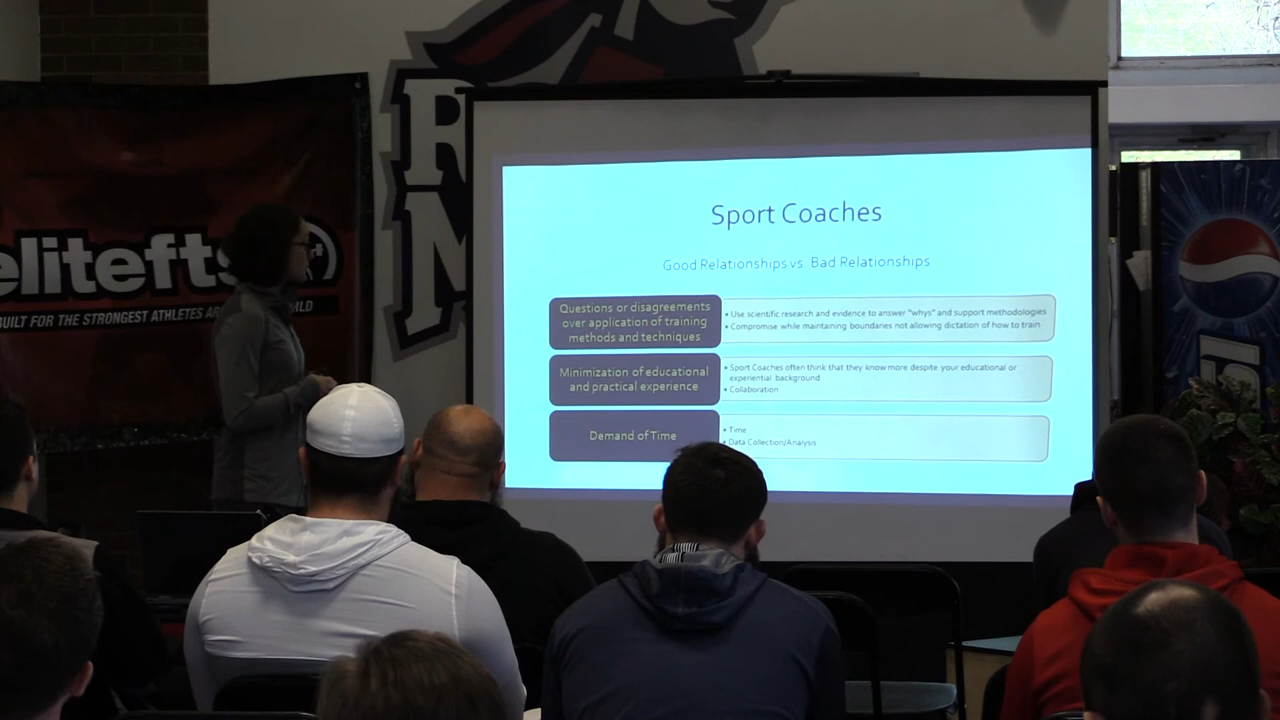 R
M
elitefts
BUILT FOR THE STRONGEST ATHLETES
Sport Coaches
Good Relationships vs. Bad Relationships
Questions or disagreements
over application of training
methods and techniques
• Use scientific research and evidence to answer "whys" and support methodologies
• Compromise while maintaining boundaries not allowing dictation of how to train
Minimization of educational
and practical experience
• Sport Coaches often think that they know more despite your educational or
experiential background
• Collaboration
Demand of Time
• Time
• Data Collection/Analysis